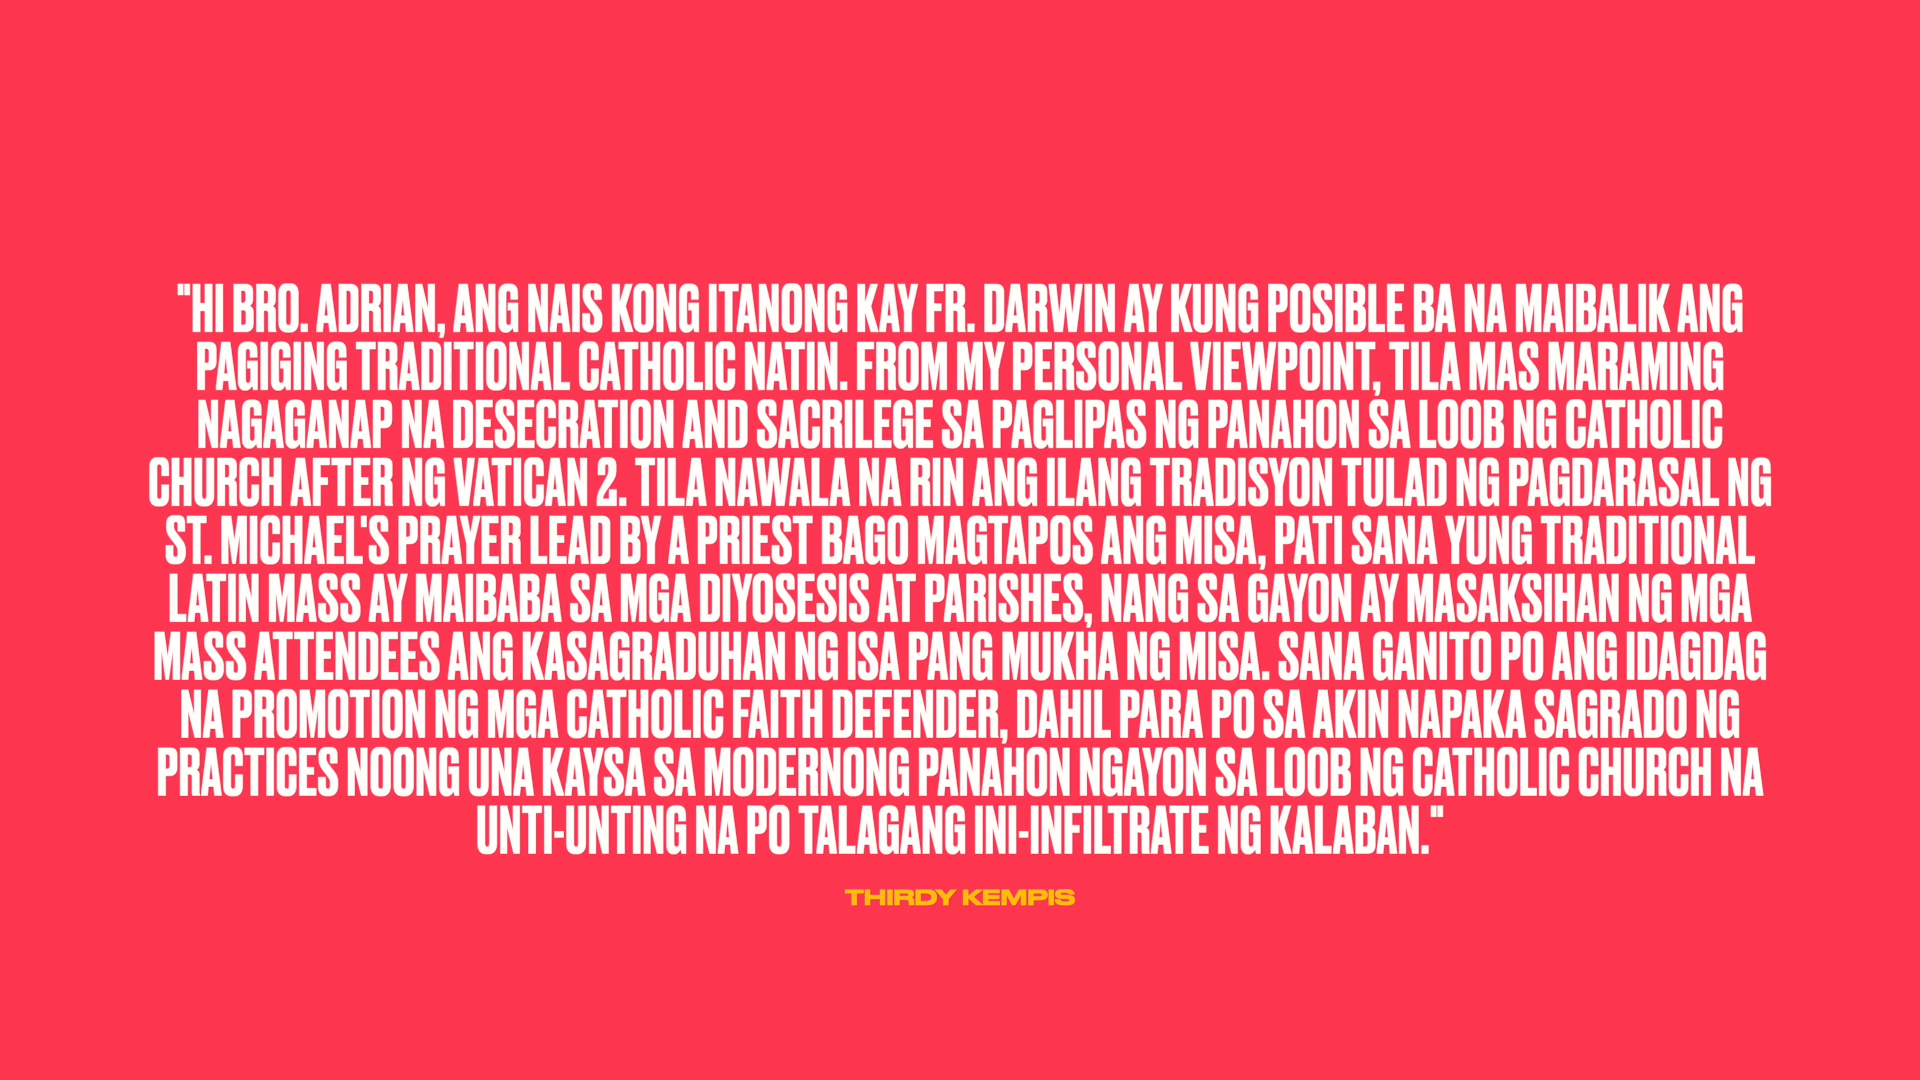 "HI BRO. ADRIAN, ANG NAIS KONG ITANONG KAY FR. DARWIN AY KUNG POSIBLE BA NA MAIBALIK ANG
PAGIGING TRADITIONAL CATHOLIC NATIN. FROM MY PERSONAL VIEWPOINT, TILA MAS MARAMING
NAGAGANAP NA DESECRATION AND SACRILEGE SA PAGLIPAS NG PANAHON SA LOOB NG CATHOLIC
CHURCH AFTER NG VATICAN 2. TILA NAWALA NA RIN ANG ILANG TRADISYON TULAD NG PAGDARASAL NG
ST. MICHAEL'S PRAYER LEAD BY A PRIEST BAGO MAGTAPOS ANG MISA, PATI SANA YUNG TRADITIONAL
LATIN MASS AY MAIBABA SA MGA DIYOSESIS AT PARISHES, NANG SA GAYON AY MASAKSIHAN NG MGA
MASS ATTENDEES ANG KASAGRADUHAN NG ISA PANG MUKHA NG MISA. SANA GANITO PO ANG IDAGDAG
NA PROMOTION NG MGA CATHOLIC FAITH DEFENDER, DAHIL PARA PO SA AKIN NAPAKA SAGRADO NG
PRACTICES NOONG UNA KAYSA SA MODERNONG PANAHON NGAYON SA LOOB NG CATHOLIC CHURCH NA
UNTI-UNTING NA PO TALAGANG INI-INFILTRATE NG KALABAN."
THIRDY KEMPIS